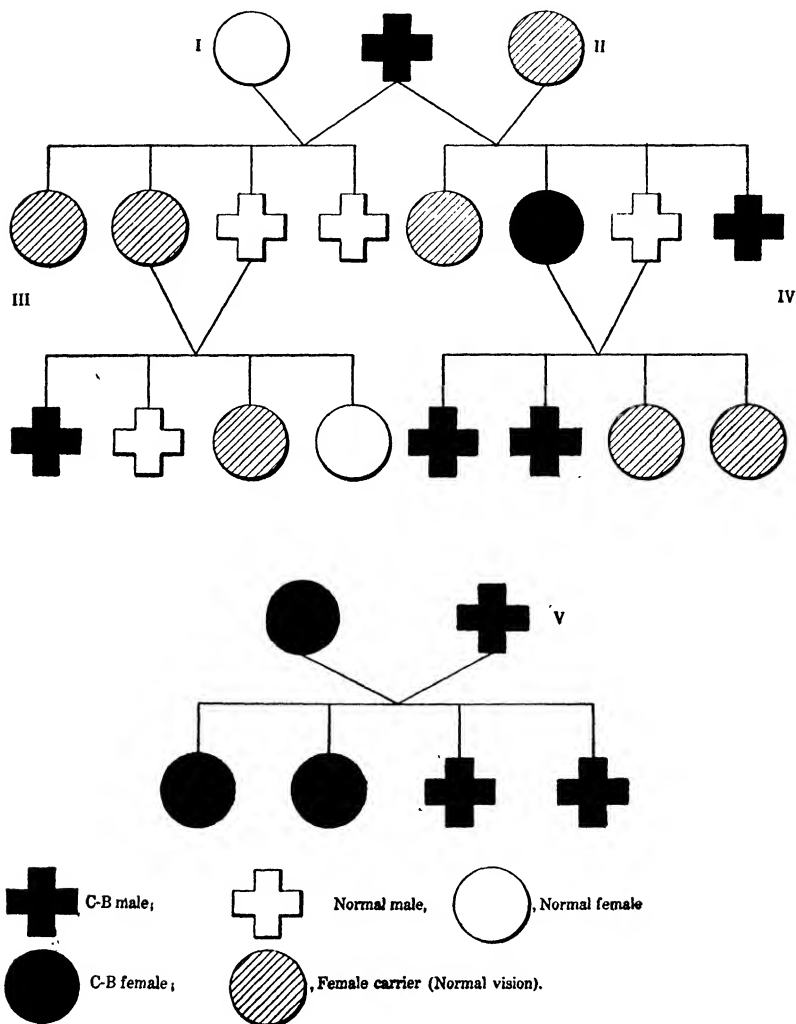 I
II
III
IV
V
C-B male;
Normal male,
, Normal female
C-B female;
, Female carrier (Normal vision).